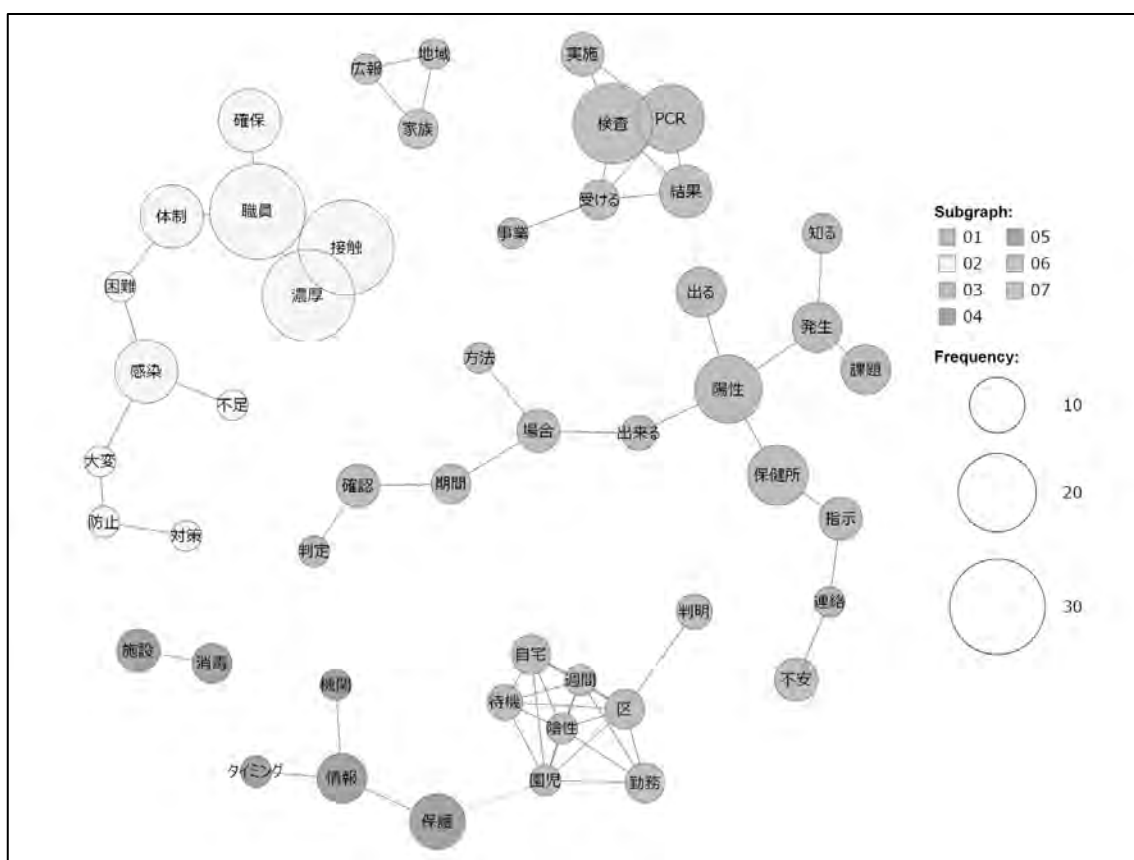 実施
地域
広報
家族
確保
検査
PCR
結果
受ける
事業
体制
職員
接触
濃厚
困難
感染
不足
大変
防止
対策
知る
出る
発生
課題
陽性
方法
場合
出来る
保健所
確認
期間
指示
判定
連絡
不安
判明
自宅
週間
待機
区
陰性
園児
勤務
施設
消毒
機関
タイミング
情報
保護
Subgraph:
01
05
02
06
03
07
04
Frequency:
10
20
30